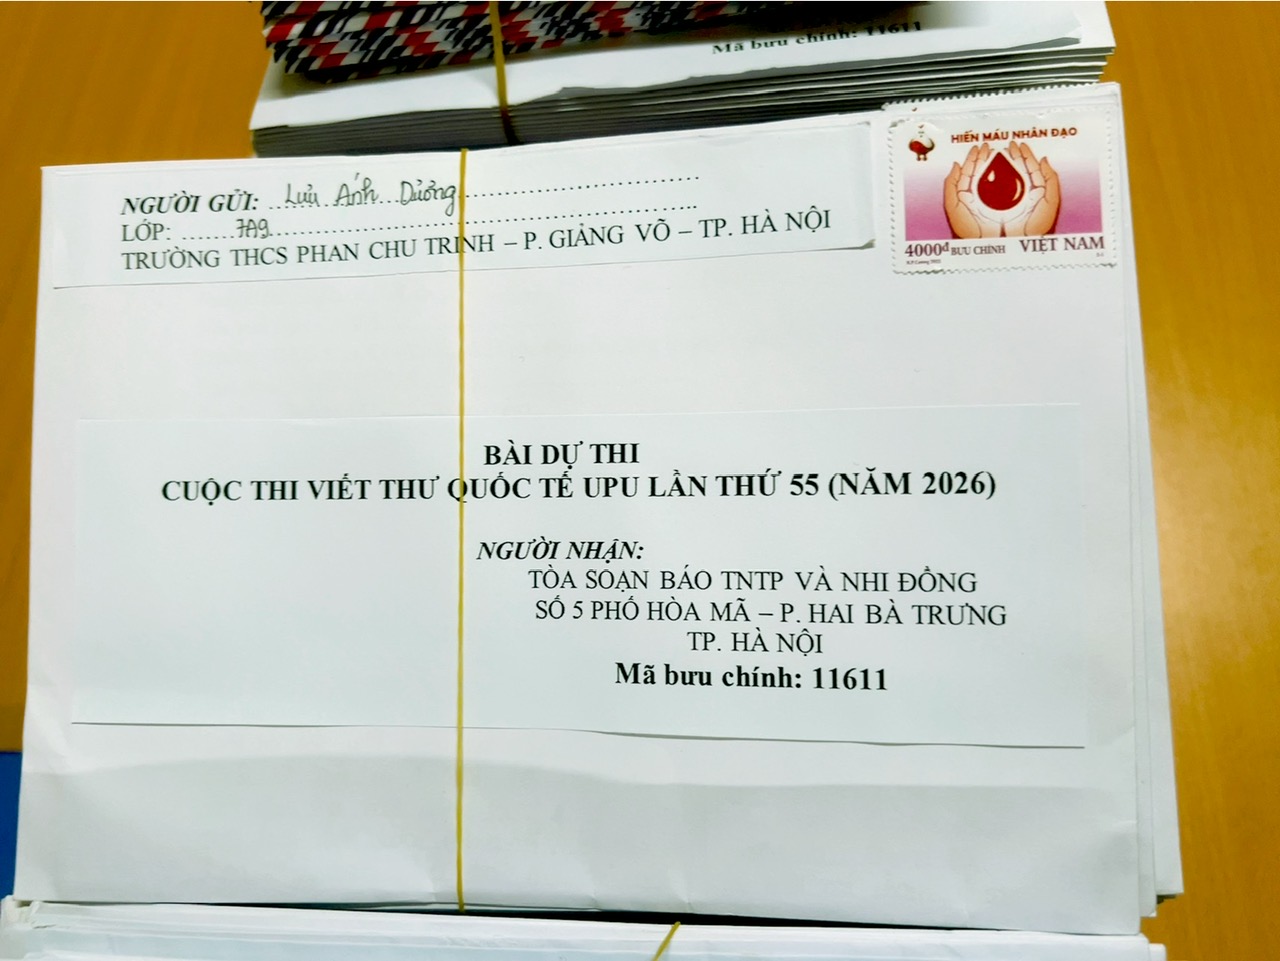 Mã bưu chính: 11611
HIẾN MÁU NHÂN ĐẠO
4000đ BƯU CHÍNH VIỆT NAM
NGƯỜI GỬI: Lưu Ánh Dương
LỚP: 7A9
TRƯỜNG THCS PHAN CHU TRINH – P. GIẢNG VÕ – TP. HÀ NỘI
BÀI DỰ THI
CUỘC THI VIẾT THƯ QUỐC TẾ UPU LẦN THỨ 55 (NĂM 2026)
NGƯỜI NHẬN:
TÒA SOẠN BÁO TNTP VÀ NHI ĐỒNG
SỐ 5 PHỐ HÒA MÃ – P. HAI BÀ TRƯNG
TP. HÀ NỘI
Mã bưu chính: 11611